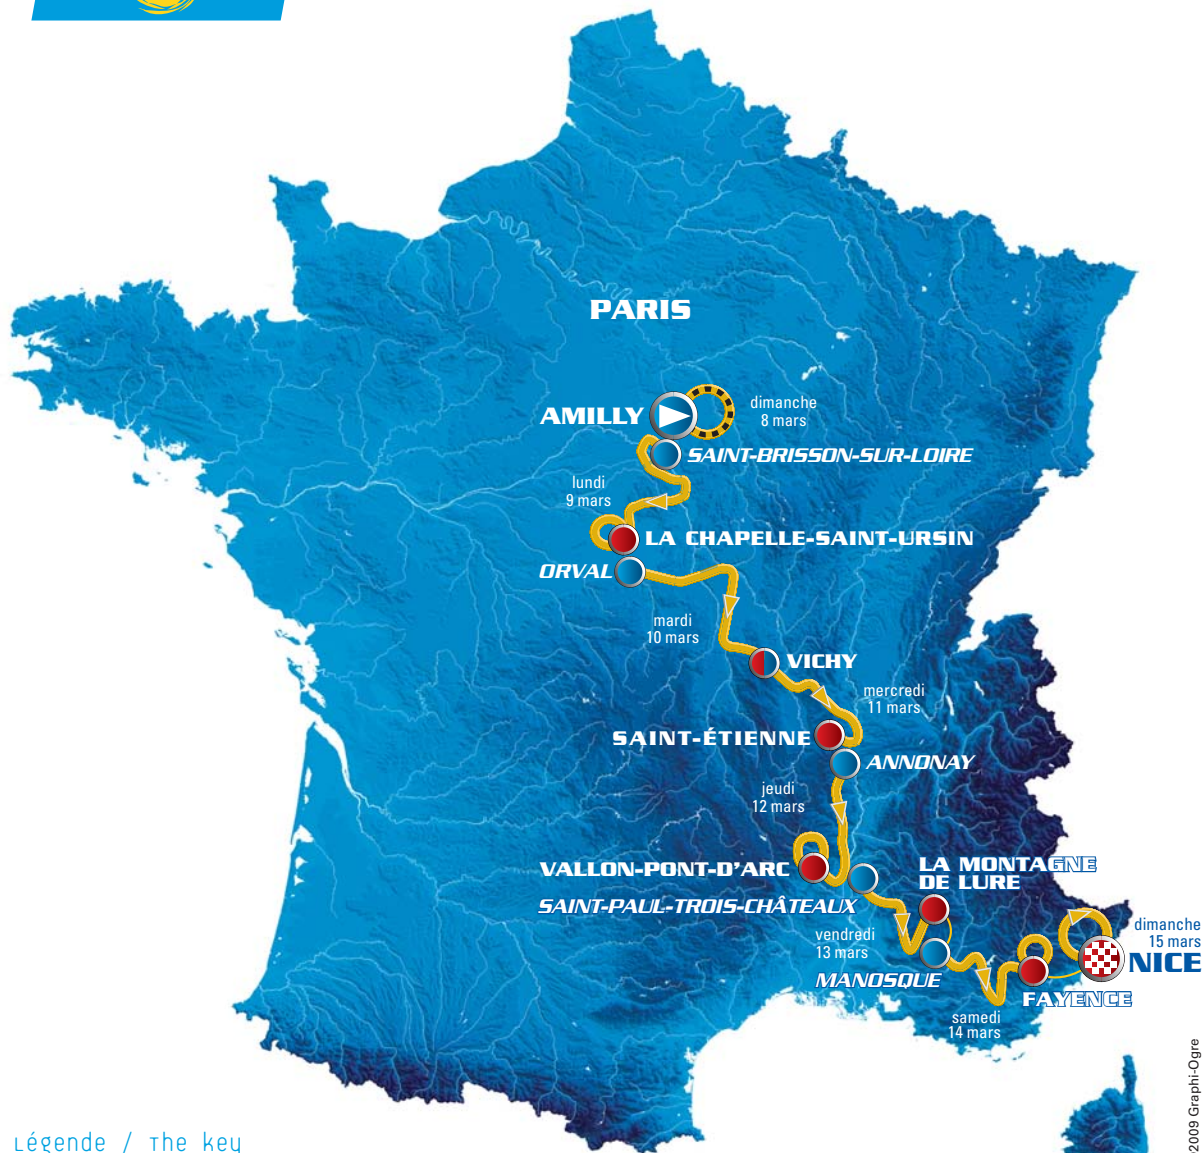 PARIS
AMILLY
dimanche
8 mars
SAINT-BRISSON-SUR-LOIRE
lundi
9 mars
LA CHAPELLE-SAINT-URSIN
ORVAL
mardi
10 mars
VICHY
mercredi
11 mars
SAINT-ÉTIENNE
ANNONAY
jeudi
12 mars
VALLON-PONT-D'ARC
LA MONTAGNE
DE LURE
SAINT-PAUL-TROIS-CHÂTEAUX
vendredi
13 mars
dimanche
15 mars
NICE
MANOSQUE
FAYENCE
samedi
14 mars
2009 Graphi-Ogre
Légende / The key